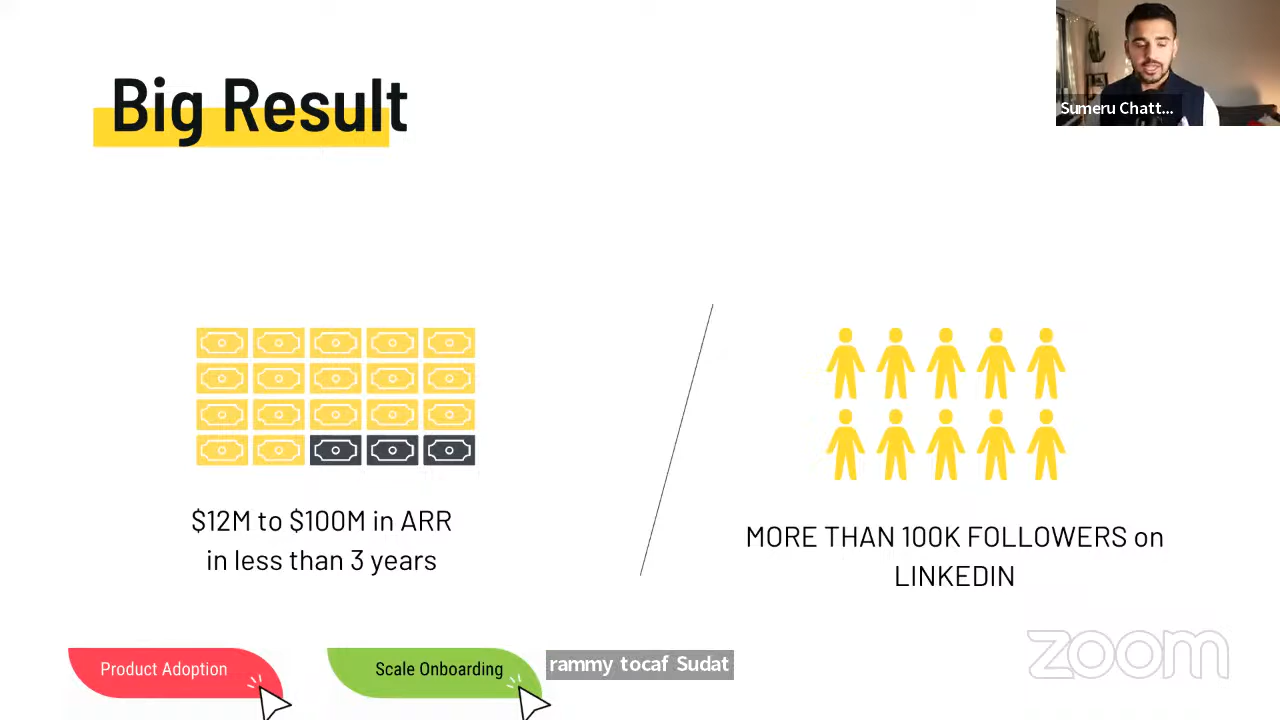 Big Result
Sumeru Chatt...
$12M to $100M in ARR
in less than 3 years
MORE THAN 100K FOLLOWERS on
LINKEDIN
Product Adoption
Scale Onboarding
rammy tocaf Sudat
zoom